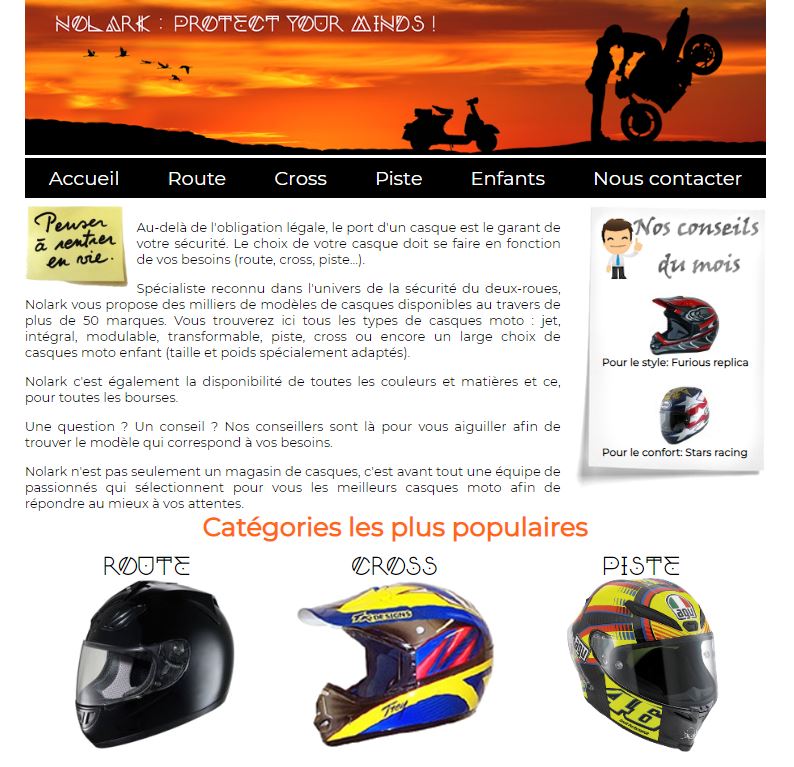 NOLARK : PROTECT YOUR MINDS !
Accueil Route Cross Piste Enfants Nous contacter
Penser
à rentrer
en vie.
Au-delà de l'obligation légale, le port d'un casque est le garant de
votre sécurité. Le choix de votre casque doit se faire en fonction
de vos besoins (route, cross, piste...).
Spécialiste reconnu dans l'univers de la sécurité du deux-roues,
Nolark vous propose des milliers de modèles de casques disponibles au travers de
plus de 50 marques. Vous trouverez ici tous les types de casques moto : jet,
intégral, modulable, transformable, piste, cross ou encore un large choix de
casques moto enfant (taille et poids spécialement adaptés).
Nolark c'est également la disponibilité de toutes les couleurs et matières et ce,
pour toutes les bourses.
Une question ? Un conseil ? Nos conseillers sont là pour vous aiguiller afin de
trouver le modèle qui correspond à vos besoins.
Nolark n'est pas seulement un magasin de casques, c'est avant tout une équipe de
passionnés qui sélectionnent pour vous les meilleurs casques moto afin de
répondre au mieux à vos attentes.
Nos conseils
du mois
Pour le style: Furious replica
Pour le confort: Stars racing
Catégories les plus populaires
ROUTE CROSS PISTE
DESIGNS
Troy
agv
agv
46